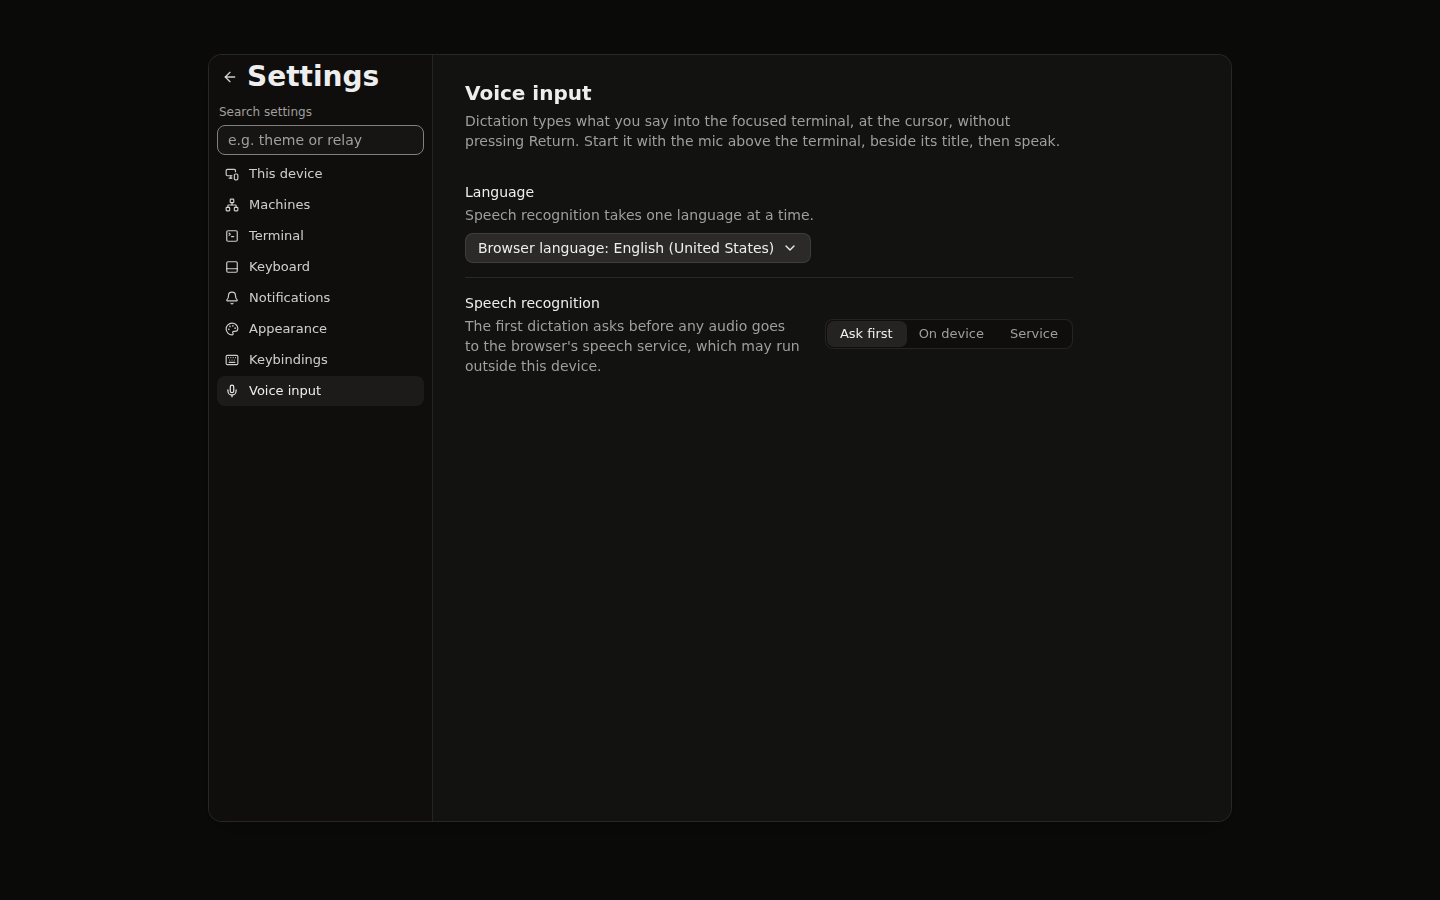 Settings
Search settings
e.g. theme or relay
This device
Machines
Terminal
Keyboard
Notifications
Appearance
Keybindings
Voice input
Voice input
Dictation types what you say into the focused terminal, at the cursor, without
pressing Return. Start it with the mic above the terminal, beside its title, then speak.
Language
Speech recognition takes one language at a time.
Browser language: English (United States)
Speech recognition
The first dictation asks before any audio goes
to the browser's speech service, which may run
outside this device.
Ask first On device Service